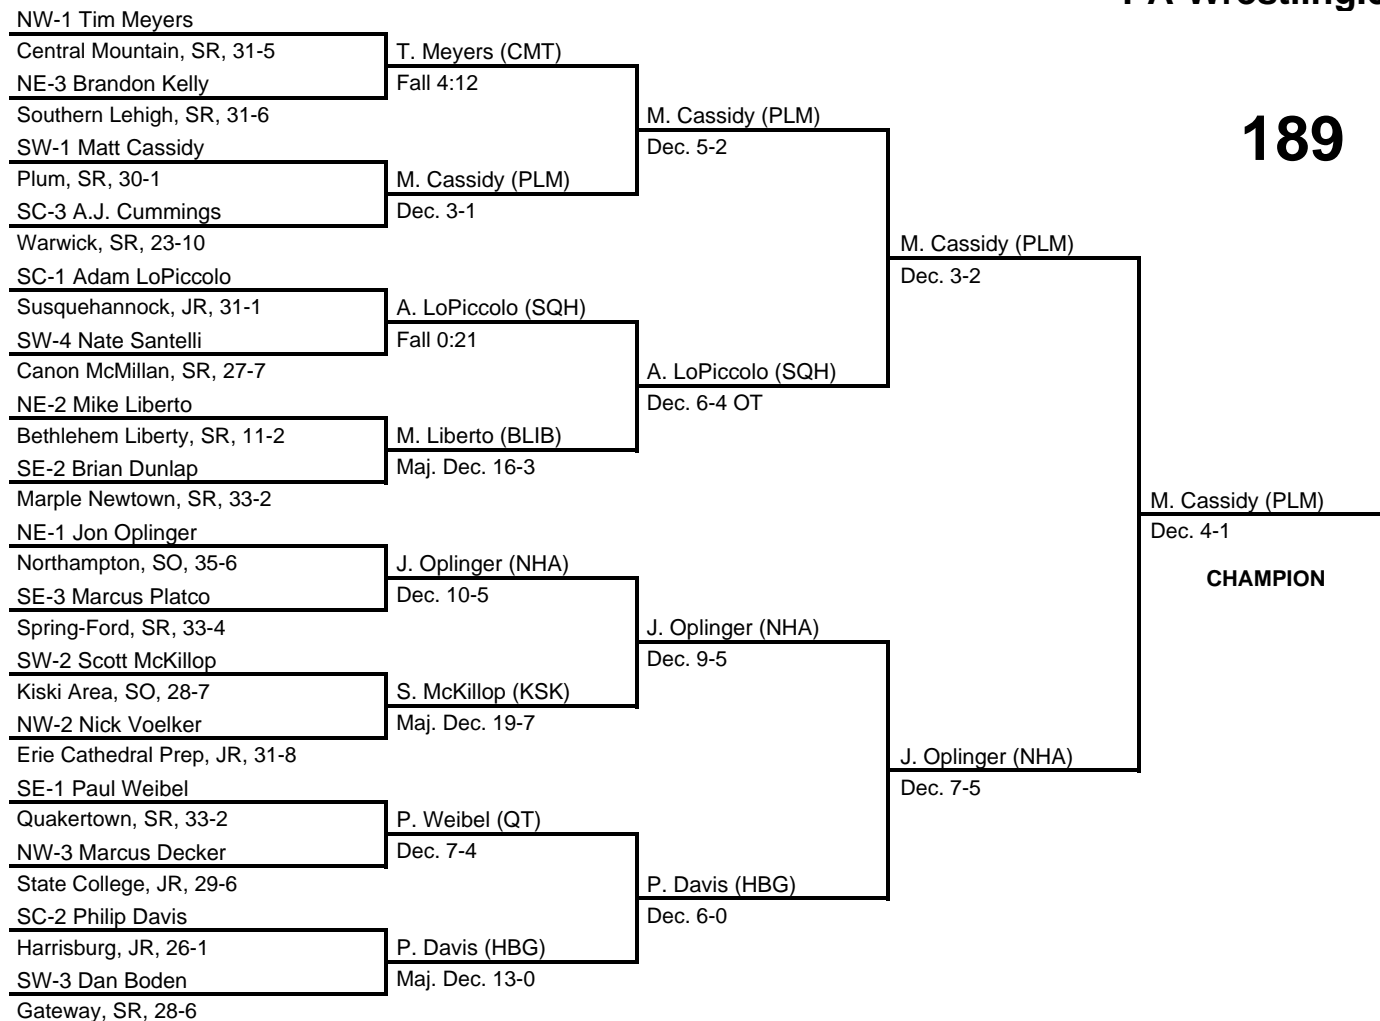 NW-1 Tim Meyers
Central Mountain, SR, 31-5
NE-3 Brandon Kelly
Southern Lehigh, SR, 31-6
SW-1 Matt Cassidy
Plum, SR, 30-1
SC-3 A.J. Cummings
Warwick, SR, 23-10
SC-1 Adam LoPiccolo
Susquehannock, JR, 31-1
SW-4 Nate Santelli
Canon McMillan, SR, 27-7
NE-2 Mike Liberto
Bethlehem Liberty, SR, 11-2
SE-2 Brian Dunlap
Marple Newtown, SR, 33-2
NE-1 Jon Oplinger
Northampton, SO, 35-6
SE-3 Marcus Platco
Spring-Ford, SR, 33-4
SW-2 Scott McKillop
Kiski Area, SO, 28-7
NW-2 Nick Voelker
Erie Cathedral Prep, JR, 31-8
SE-1 Paul Weibel
Quakertown, SR, 33-2
NW-3 Marcus Decker
State College, JR, 29-6
SC-2 Philip Davis
Harrisburg, JR, 26-1
SW-3 Dan Boden
Gateway, SR, 28-6
T. Meyers (CMT)
Fall 4:12
M. Cassidy (PLM)
Dec. 3-1
A. LoPiccolo (SQH)
Fall 0:21
M. Liberto (BLIB)
Maj. Dec. 16-3
J. Oplinger (NHA)
Dec. 10-5
S. McKillop (KSK)
Maj. Dec. 19-7
P. Weibel (QT)
Dec. 7-4
P. Davis (HBG)
Maj. Dec. 13-0
M. Cassidy (PLM)
Dec. 5-2
A. LoPiccolo (SQH)
Dec. 6-4 OT
J. Oplinger (NHA)
Dec. 9-5
P. Davis (HBG)
Dec. 6-0
M. Cassidy (PLM)
Dec. 3-2
J. Oplinger (NHA)
Dec. 7-5
189
M. Cassidy (PLM)
Dec. 4-1
CHAMPION